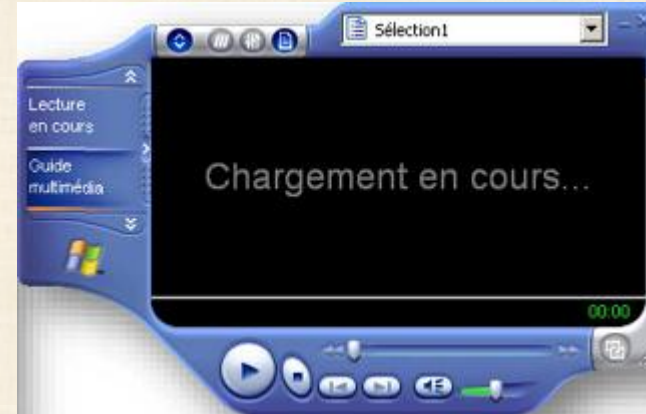 Sélection1
Lecture
en cours
Guide
multimédia
Chargement en cours...
00:00